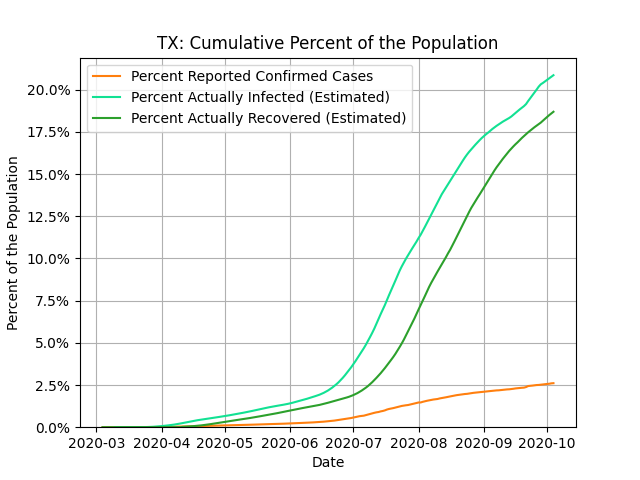 TX: Cumulative Percent of the Population
Percent Reported Confirmed Cases
Percent Actually Infected (Estimated)
Percent Actually Recovered (Estimated)
Percent of the Population
20.0%
17.5%
15.0%
12.5%
10.0%
7.5%
5.0%
2.5%
0.0%
2020-03 2020-04 2020-05 2020-06 2020-07 2020-08 2020-09 2020-10
Date